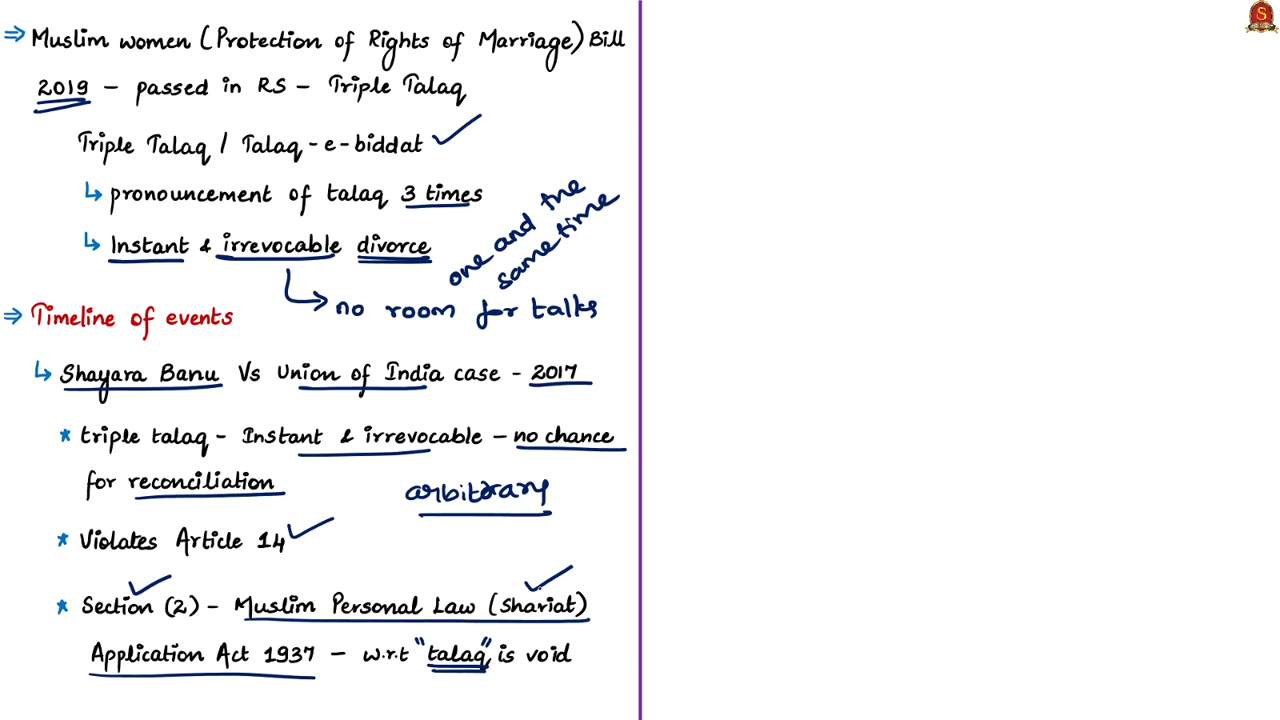 ⇒ Muslim women (Protection of Rights of Marriage) Bill
2019 – passed in RS – Triple Talaq
Triple Talaq / Talaq-e-biddat ✓
↳ pronouncement of talaq 3 times
↳ Instant & irrevocable divorce
one and the
same time
→ no room for talks
⇒ Timeline of events
↳ Shayara Banu Vs Union of India case - 2017
* triple talaq - Instant & irrevocable – no chance
for reconciliation
arbitrary
* Violates Article 14 ✓
* Section (2) – Muslim Personal Law (Shariat)
Application Act 1937 – w.r.t "talaq" is void
S